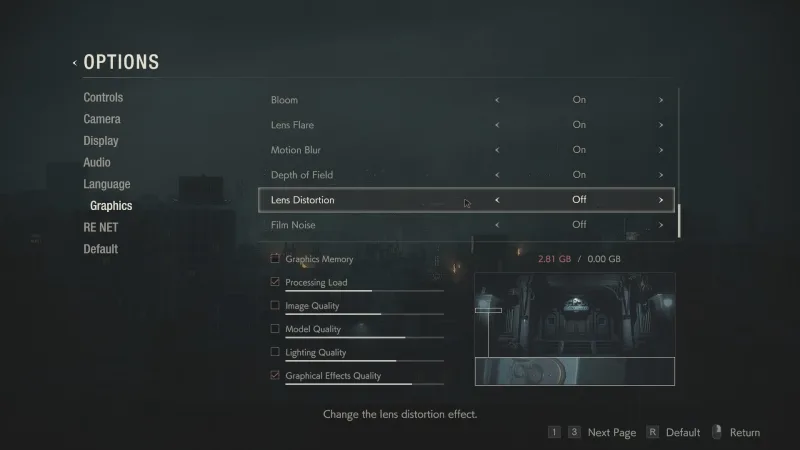 OPTIONS
Controls
Camera
Display
Audio
Language
Graphics
RE NET
Default
Bloom On
Lens Flare On
Motion Blur On
Depth of Field On
Lens Distortion Off
Film Noise Off
Graphics Memory 2.81 GB / 0.00 GB
Processing Load
Image Quality
Model Quality
Lighting Quality
Graphical Effects Quality
Change the lens distortion effect.
1 3 Next Page R Default Return